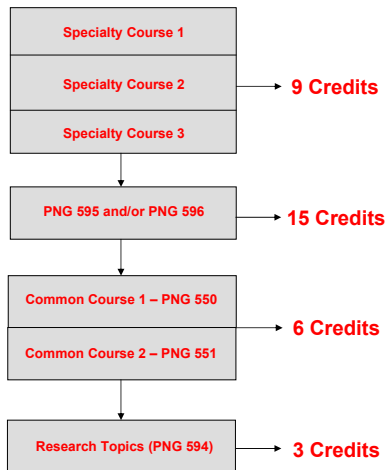 Specialty Course 1
Specialty Course 2
9 Credits
Specialty Course 3
PNG 595 and/or PNG 596
15 Credits
Common Course 1 – PNG 550
6 Credits
Common Course 2 – PNG 551
Research Topics (PNG 594)
3 Credits